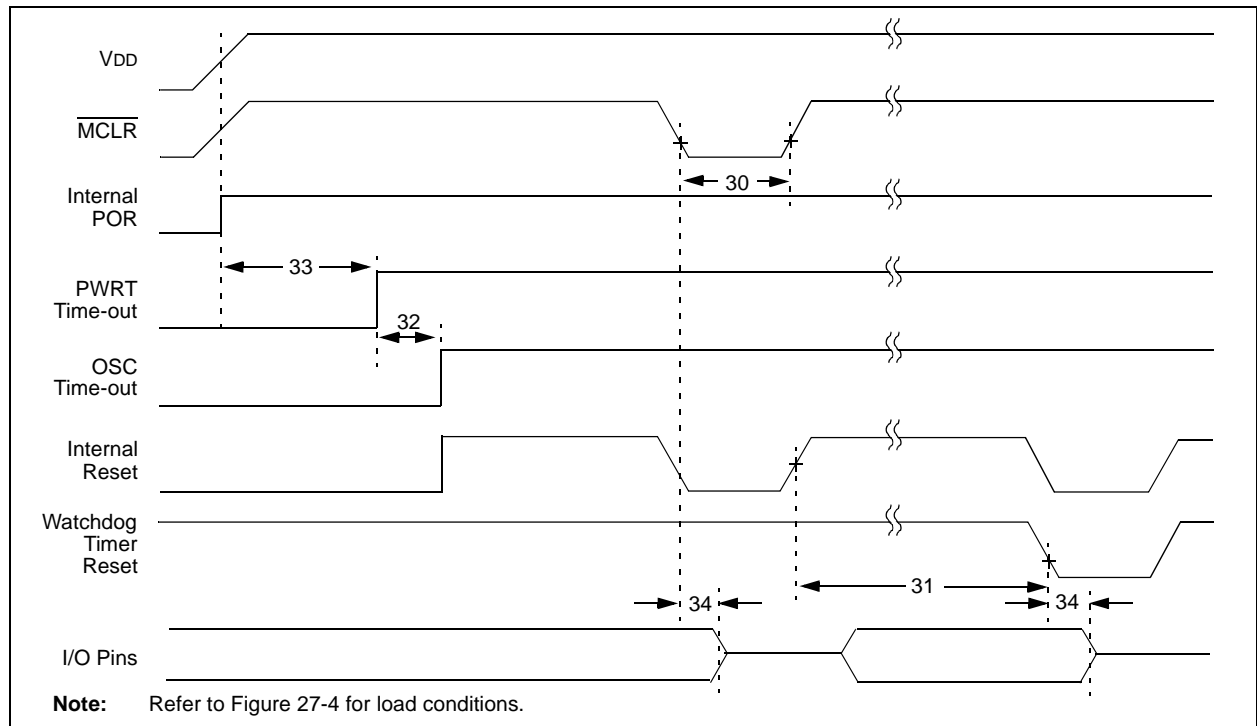 VDD
MCLR
Internal
POR
30
33
PWRT
Time-out
32
OSC
Time-out
Internal
Reset
Watchdog
Timer
Reset
31
34
34
I/O Pins
Note: Refer to Figure 27-4 for load conditions.